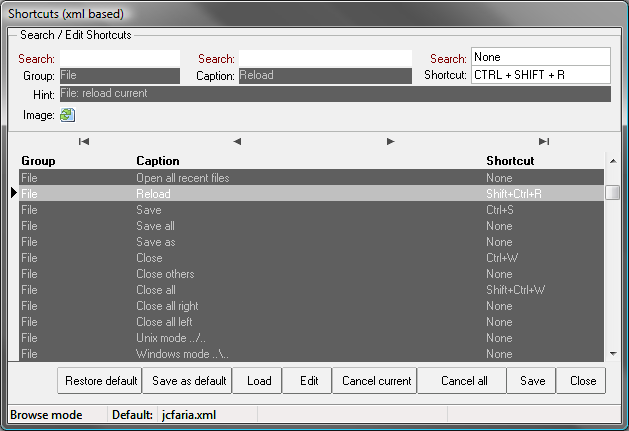 Shortcuts (xml based)
Search / Edit Shortcuts
Search: Search: Search: None
Group: File Caption: Reload Shortcut: CTRL + SHIFT + R
Hint: File: reload current
Image:
Group Caption Shortcut
File Open all recent files None
File Reload Shift+Ctrl+R
File Save Ctrl+S
File Save all None
File Save as None
File Close Ctrl+W
File Close others None
File Close all Shift+Ctrl+W
File Close all right None
File Close all left None
File Unix mode ../.. None
File Windows mode ..\.. None
Restore default Save as default Load Edit Cancel current Cancel all Save Close
Browse mode Default: jcfaria.xml